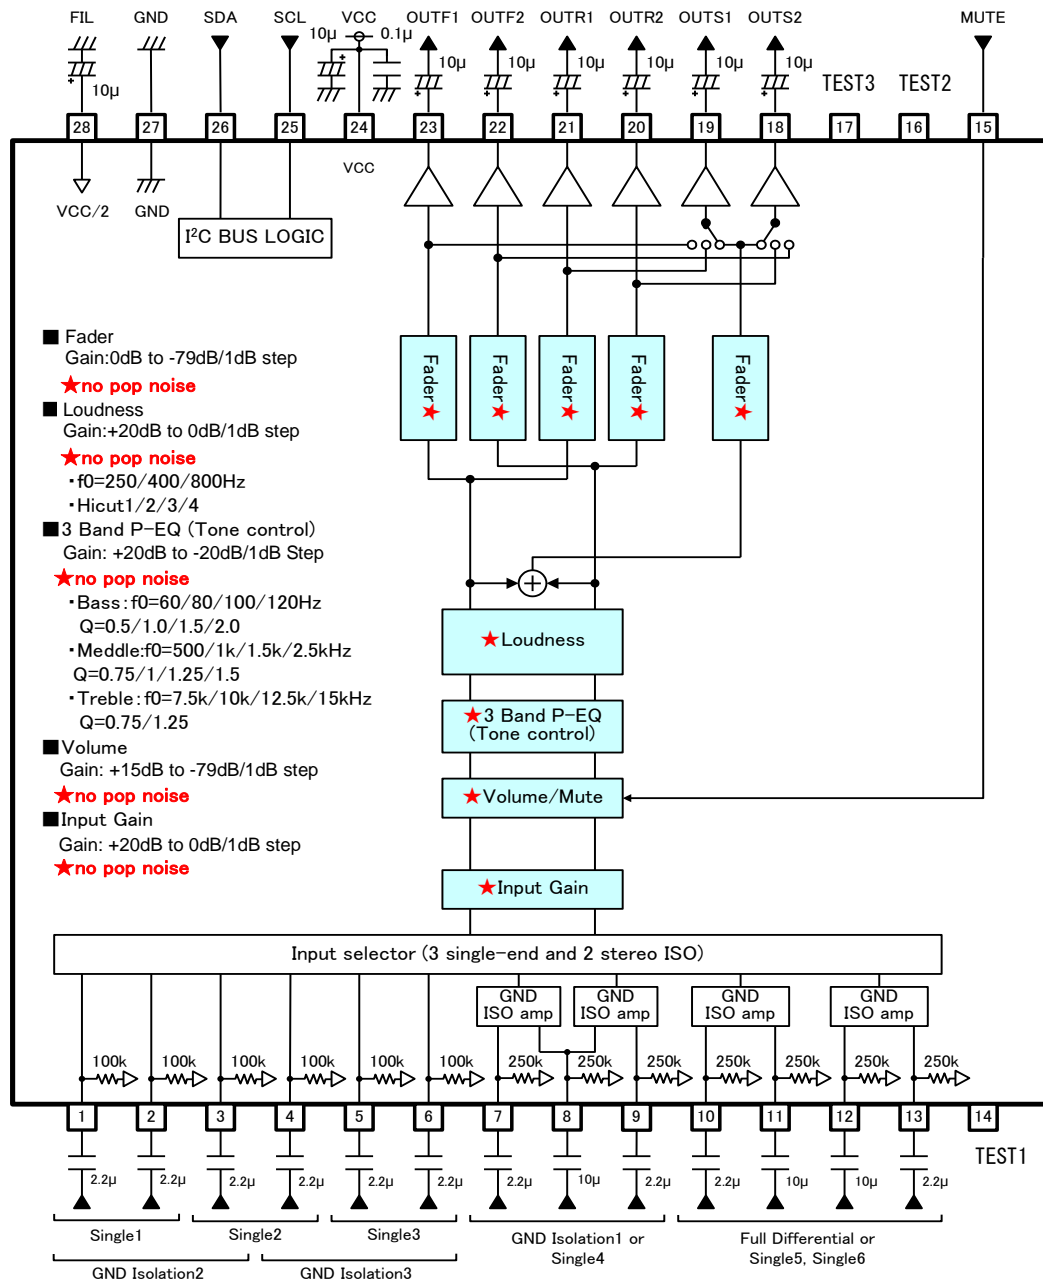 FIL GND SDA SCL VCC OUTF1 OUTF2 OUTR1 OUTR2 OUTS1 OUTS2 MUTE
10μ 0.1μ
10μ 10μ 10μ 10μ 10μ 10μ 10μ
TEST3 TEST2
28 27 26 25 24 23 22 21 20 19 18 17 16 15
VCC
VCC/2 GND
I²C BUS LOGIC
■ Fader
Gain:0dB to -79dB/1dB step
★no pop noise
■ Loudness
Gain:+20dB to 0dB/1dB step
★no pop noise
・f0=250/400/800Hz
・Hicut1/2/3/4
■3 Band P-EQ (Tone control)
Gain: +20dB to -20dB/1dB Step
★no pop noise
・Bass:f0=60/80/100/120Hz
Q=0.5/1.0/1.5/2.0
・Meddle:f0=500/1k/1.5k/2.5kHz
Q=0.75/1/1.25/1.5
・Treble:f0=7.5k/10k/12.5k/15kHz
Q=0.75/1.25
■Volume
Gain: +15dB to -79dB/1dB step
★no pop noise
■Input Gain
Gain: +20dB to 0dB/1dB step
★no pop noise
Fader★ Fader★ Fader★ Fader★ Fader★
★Loudness
★3 Band P-EQ
(Tone control)
★Volume/Mute
★Input Gain
Input selector (3 single-end and 2 stereo ISO)
GND
ISO amp
GND
ISO amp
GND
ISO amp
GND
ISO amp
100k 100k 100k 100k 100k 100k 250k 250k 250k 250k 250k 250k 250k
1 2 3 4 5 6 7 8 9 10 11 12 13 14
TEST1
2.2μ 2.2μ 2.2μ 2.2μ 2.2μ 2.2μ 2.2μ 10μ 2.2μ 2.2μ 10μ 10μ 2.2μ
Single1 Single2 Single3
GND Isolation1 or
Single4
Full Differential or
Single5, Single6
GND Isolation2 GND Isolation3